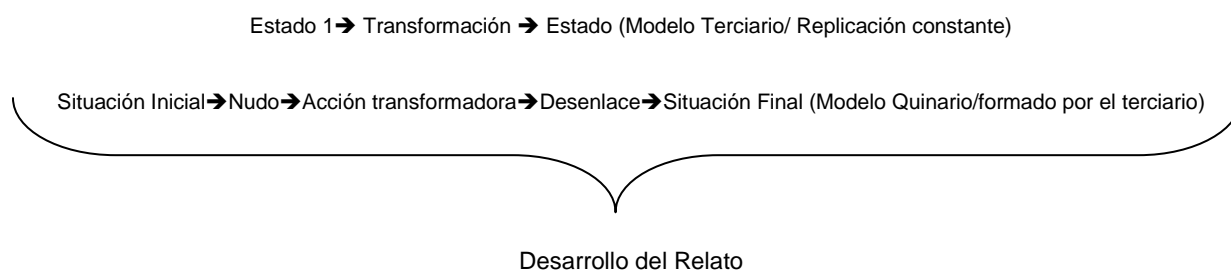 Estado 1➔ Transformación ➔ Estado (Modelo Terciario/ Replicación constante)
Situación Inicial➔Nudo➔Acción transformadora➔Desenlace➔Situación Final (Modelo Quinario/formado por el terciario)
Desarrollo del Relato